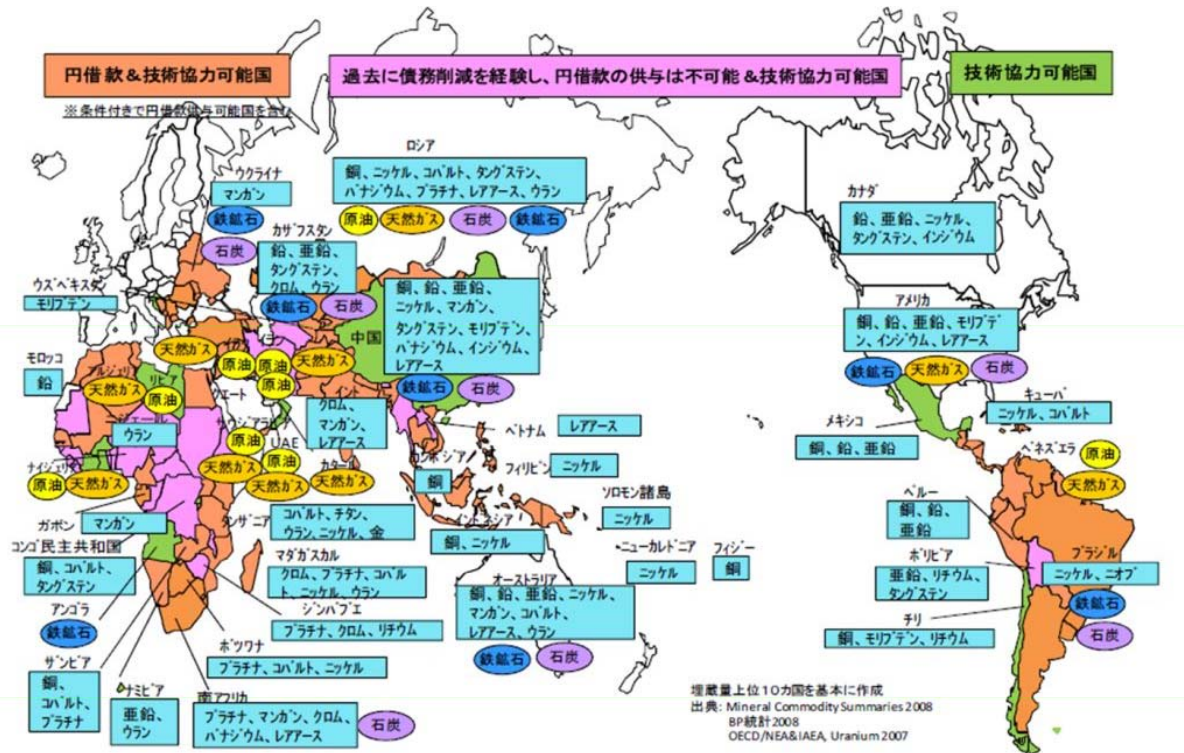 円借款&技術協力可能国
過去に債務削減を経験し、円借款の供与は不可能&技術協力可能国
技術協力可能国
※条件付きで円借款供与可能国を含む
ロシア
銅、ニッケル、コバルト、タングステン、
バナジウム、プラチナ、レアアース、ウラン
原油
天然ガス
石炭
鉄鉱石
ウクライナ
マンガン
鉄鉱石
石炭
カザフスタン
鉛、亜鉛、
タングステン、
クロム、ウラン
鉄鉱石
石炭
ウズベキスタン
モリブデン
中国
銅、鉛、亜鉛、
ニッケル、マンガン、
タングステン、モリブデン、
バナジウム、インジウム、
レアアース
鉄鉱石
石炭
カナダ
鉛、亜鉛、ニッケル、
タングステン、インジウム
アメリカ
銅、鉛、亜鉛、モリブデ
ン、インジウム、レアアース
鉄鉱石
天然ガス
石炭
モロッコ
鉛
アルジェリ
天然ガス
リビア
原油
天然ガス
原油
原油
原油
天然ガス
クエート
サウジアラビア
原油
天然ガス
UAE
原油
天然ガス
カタール
天然ガス
インド
クロム、
マンガン、
レアアース
ウラン
ナイジェリア
原油
天然ガス
ベトナム
レアアース
カンボジア
銅
フィリピン
ニッケル
ソロモン諸島
ニッケル
インドネシア
銅、ニッケル
ニューカレドニア
ニッケル
フィジー
銅
オーストラリア
銅、鉛、亜鉛、ニッケル、
マンガン、コバルト、
レアアース、ウラン
鉄鉱石
石炭
ガボン
マンガン
コンゴ民主共和国
銅、コバルト、
タングステン
アンゴラ
鉄鉱石
タンザニア
コバルト、チタン、
ウラン、ニッケル、金
マダガスカル
クロム、プラチナ、コバル
ト、ニッケル、ウラン
ジンバブエ
プラチナ、クロム、リチウム
ボツワナ
プラチナ、コバルト、ニッケル
ザンビア
銅、
コバルト、
プラチナ
ナミビア
亜鉛、
ウラン
南アフリカ
プラチナ、マンガン、クロム、
バナジウム、レアアース
石炭
キューバ
ニッケル、コバルト
メキシコ
銅、鉛、亜鉛
ベネズエラ
原油
天然ガス
ペルー
銅、鉛、
亜鉛
ボリビア
亜鉛、リチウム、
タングステン
ブラジル
ニッケル、ニオブ
鉄鉱石
石炭
チリ
銅、モリブデン、リチウム
埋蔵量上位10カ国を基本に作成
出典: Mineral Commodity Summaries 2008
BP統計2008
OECD/NEA&IAEA, Uranium 2007